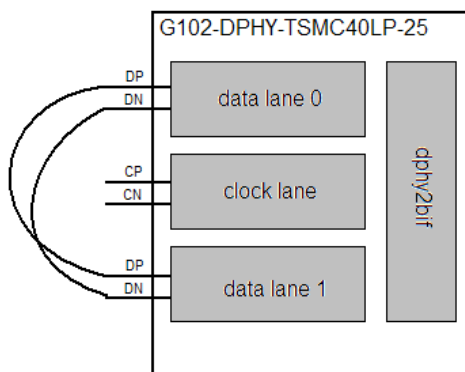 G102-DPHY-TSMC40LP-25
DP
DN
data lane 0
CP
CN
clock lane
DP
DN
data lane 1
dphy2bif